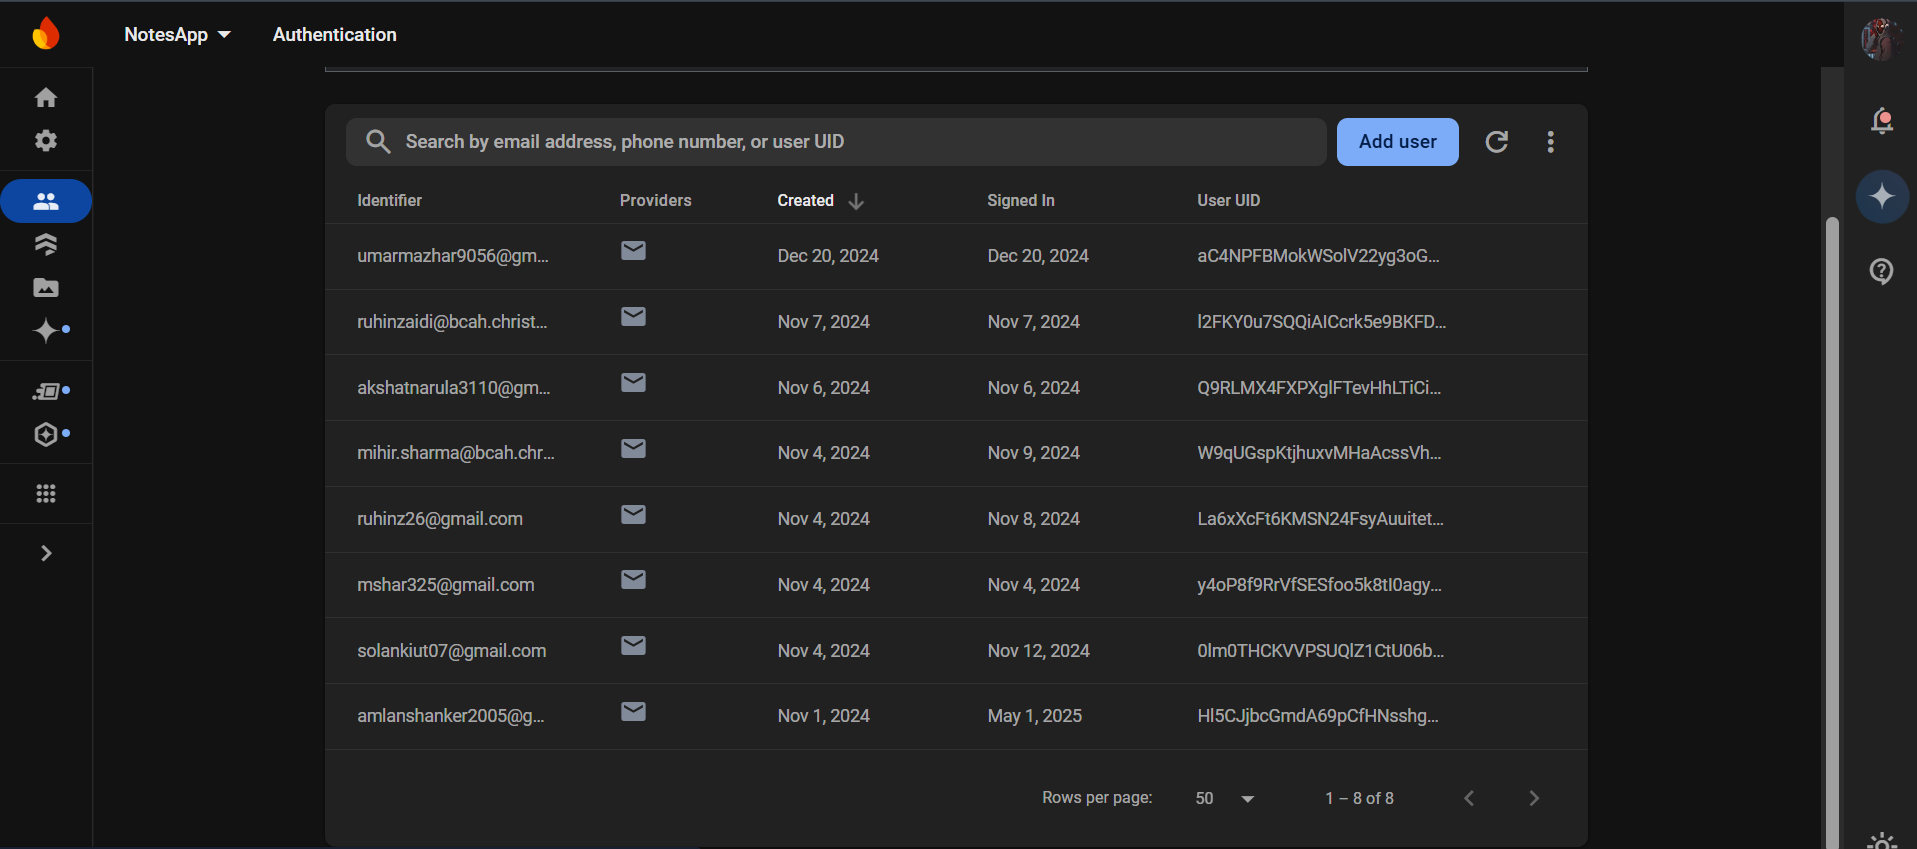 NotesApp Authentication
Search by email address, phone number, or user UID Add user
Identifier Providers Created Signed In User UID
umarmazhar9056@gm... Dec 20, 2024 Dec 20, 2024 aC4NPFBMokWSolV22yg3oG...
ruhinzaidi@bcah.christ... Nov 7, 2024 Nov 7, 2024 l2FKY0u7SQQiAICcrk5e9BKFD...
akshatnarula3110@gm... Nov 6, 2024 Nov 6, 2024 Q9RLMX4FXPXglFTevHhLTiCi...
mihir.sharma@bcah.chr... Nov 4, 2024 Nov 9, 2024 W9qUGspKtjhuxvMHaAcssVh...
ruhinz26@gmail.com Nov 4, 2024 Nov 8, 2024 La6xXcFt6KMSN24FsyAuuitet...
mshar325@gmail.com Nov 4, 2024 Nov 4, 2024 y4oP8f9RrVfSESfoo5k8tI0agy...
solankiut07@gmail.com Nov 4, 2024 Nov 12, 2024 0lm0THCKVVPSUQlZ1CtU06b...
amlanshanker2005@g... Nov 1, 2024 May 1, 2025 Hl5CJjbcGmdA69pCfHNsshg...
Rows per page: 50 1 – 8 of 8